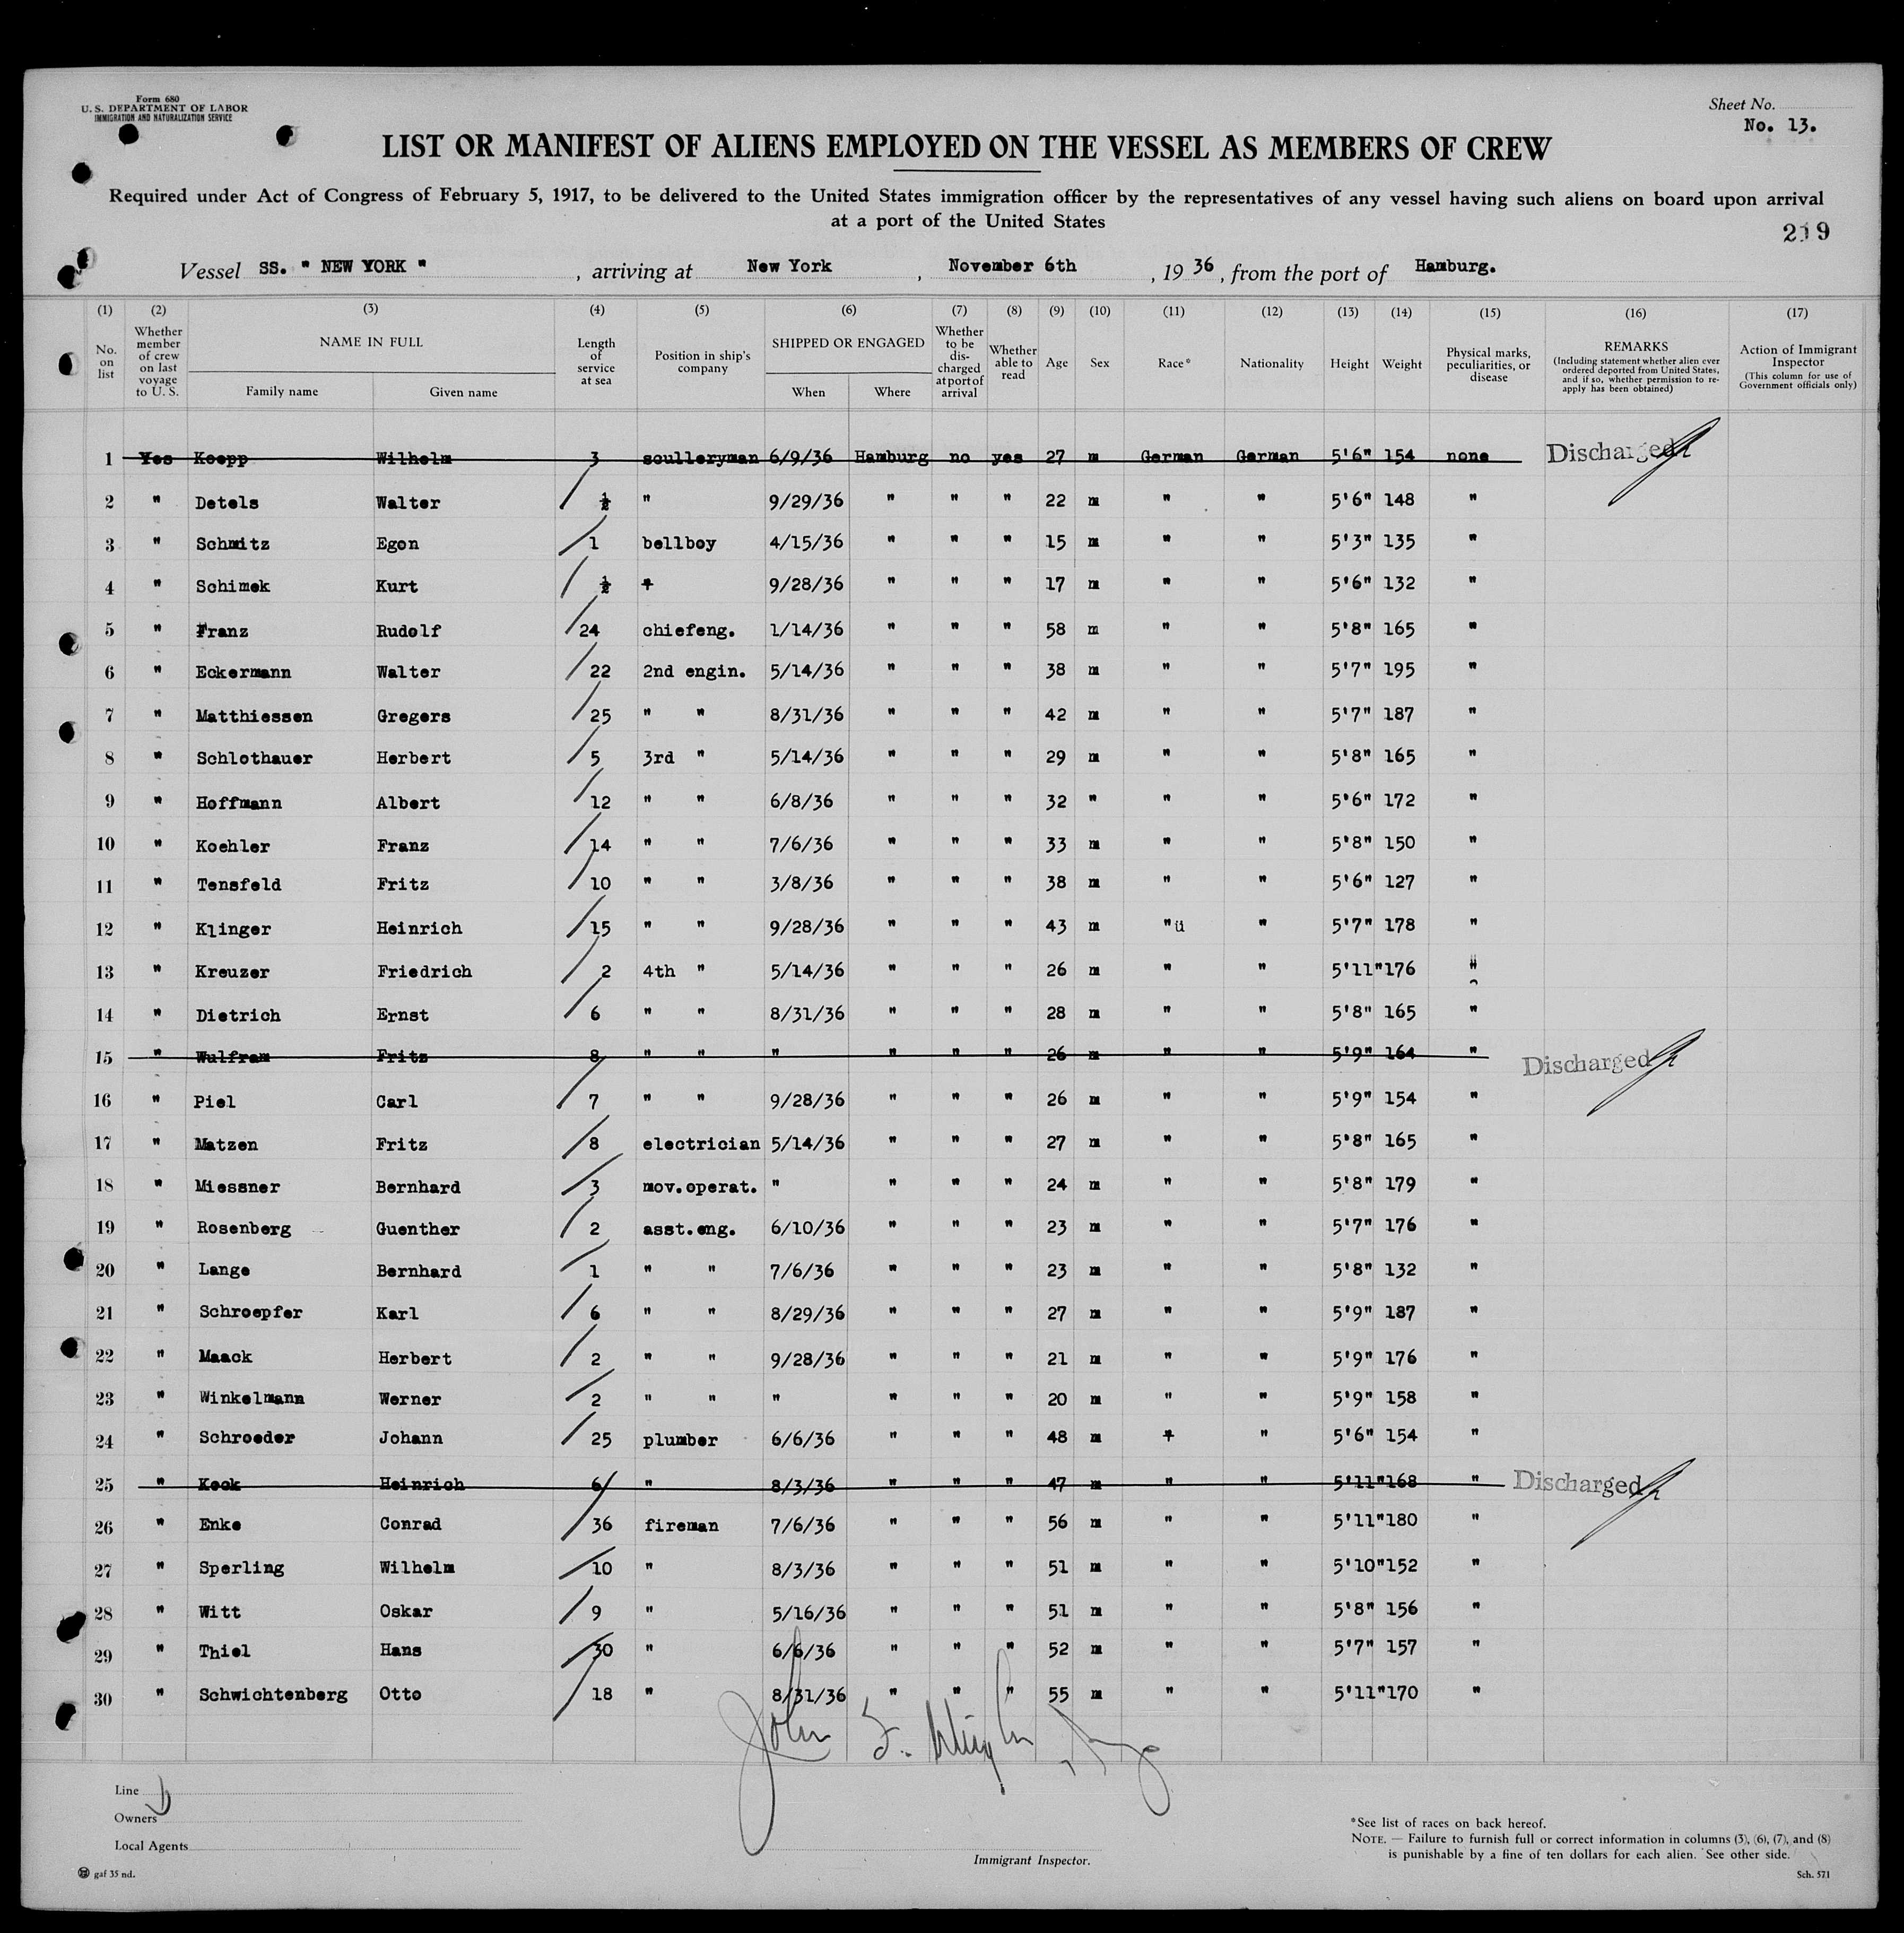 Form 680
U. S. DEPARTMENT OF LABOR
IMMIGRATION AND NATURALIZATION SERVICE
Sheet No.
No. 13.
LIST OR MANIFEST OF ALIENS EMPLOYED ON THE VESSEL AS MEMBERS OF CREW
Required under Act of Congress of February 5, 1917, to be delivered to the United States immigration officer by the representatives of any vessel having such aliens on board upon arrival
at a port of the United States
219
Vessel SS. " NEW YORK " , arriving at New York , November 6th , 19 36 , from the port of Hamburg.
(1) (2) (3) (4) (5) (6) (7) (8) (9) (10) (11) (12) (13) (14) (15) (16) (17)
No. on list
Whether member of crew on last voyage to U. S.
NAME IN FULL
Family name
Given name
Length of service at sea
Position in ship's company
SHIPPED OR ENGAGED
When
Where
Whether to be discharged at port of arrival
Whether able to read
Age
Sex
Race*
Nationality
Height
Weight
Physical marks, peculiarities, or disease
REMARKS
(Including statement whether alien ever ordered deported from United States, and if so, whether permission to re-apply has been obtained)
Action of Immigrant Inspector
(This column for use of Government officials only)
1 Yes Koepp Wilhelm 3 sculleryman 6/9/36 Hamburg no yes 27 m German German 5'6" 154 none Discharged
2 " Detels Walter ½ " 9/29/36 " " " 22 m " " 5'6" 148 "
3 " Schmitz Egon 1 bellboy 4/15/36 " " " 15 m " " 5'3" 135 "
4 " Schimek Kurt ½ " 9/28/36 " " " 17 m " " 5'6" 132 "
5 " Franz Rudolf 24 chiefeng. 1/14/36 " " " 58 m " " 5'8" 165 "
6 " Eckermann Walter 22 2nd engin. 5/14/36 " " " 38 m " " 5'7" 195 "
7 " Matthiessen Gregers 25 " " 8/31/36 " " " 42 m " " 5'7" 187 "
8 " Schlothauer Herbert 5 3rd " 5/14/36 " " " 29 m " " 5'8" 165 "
9 " Hoffmann Albert 12 " " 6/8/36 " " " 32 " " " 5'6" 172 "
10 " Koehler Franz 14 " " 7/6/36 " " " 33 m " " 5'8" 150 "
11 " Tensfeld Fritz 10 " " 3/8/36 " " " 38 m " " 5'6" 127 "
12 " Klinger Heinrich 15 " " 9/28/36 " " " 43 m "ü " 5'7" 178 "
13 " Kreuzer Friedrich 2 4th " 5/14/36 " " " 26 m " " 5'11" 176 "
14 " Dietrich Ernst 6 " " 8/31/36 " " " 28 m " " 5'8" 165 "
15 " Wulfram Fritz 8 " " " " " " 26 m " " 5'9" 164 " Discharged
16 " Piel Carl 7 " " 9/28/36 " " " 26 m " " 5'9" 154 "
17 " Matzen Fritz 8 electrician 5/14/36 " " " 27 m " " 5'8" 165 "
18 " Miessner Bernhard 3 mov.operat. " " " " 24 m " " 5'8" 179 "
19 " Rosenberg Guenther 2 asst.eng. 6/10/36 " " " 23 m " " 5'7" 176 "
20 " Lange Bernhard 1 " " 7/6/36 " " " 23 m " " 5'8" 132 "
21 " Schroepfer Karl 6 " " 8/29/36 " " " 27 m " " 5'9" 187 "
22 " Maack Herbert 2 " " 9/28/36 " " " 21 m " " 5'9" 176 "
23 " Winkelmann Werner 2 " " " " " " 20 m " " 5'9" 158 "
24 " Schroeder Johann 25 plumber 6/6/36 " " " 48 m " " 5'6" 154 "
25 " Keck Heinrich 6 " 8/3/36 " " " 47 m " " 5'11" 168 " Discharged
26 " Enke Conrad 36 fireman 7/6/36 " " " 56 m " " 5'11" 180 "
27 " Sperling Wilhelm 10 " 8/3/36 " " " 51 m " " 5'10" 152 "
28 " Witt Oskar 9 " 5/16/36 " " " 51 m " " 5'8" 156 "
29 " Thiel Hans 30 " 6/6/36 " " " 52 m " " 5'7" 157 "
30 " Schwichtenberg Otto 18 " 8/31/36 " " " 55 m " " 5'11" 170 "
John
Line
Owners
Local Agents
Immigrant Inspector.
*See list of races on back hereof.
NOTE. — Failure to furnish full or correct information in columns (3), (6), (7), and (8)
is punishable by a fine of ten dollars for each alien. See other side.
gaf 35 nd.
Sch. 571